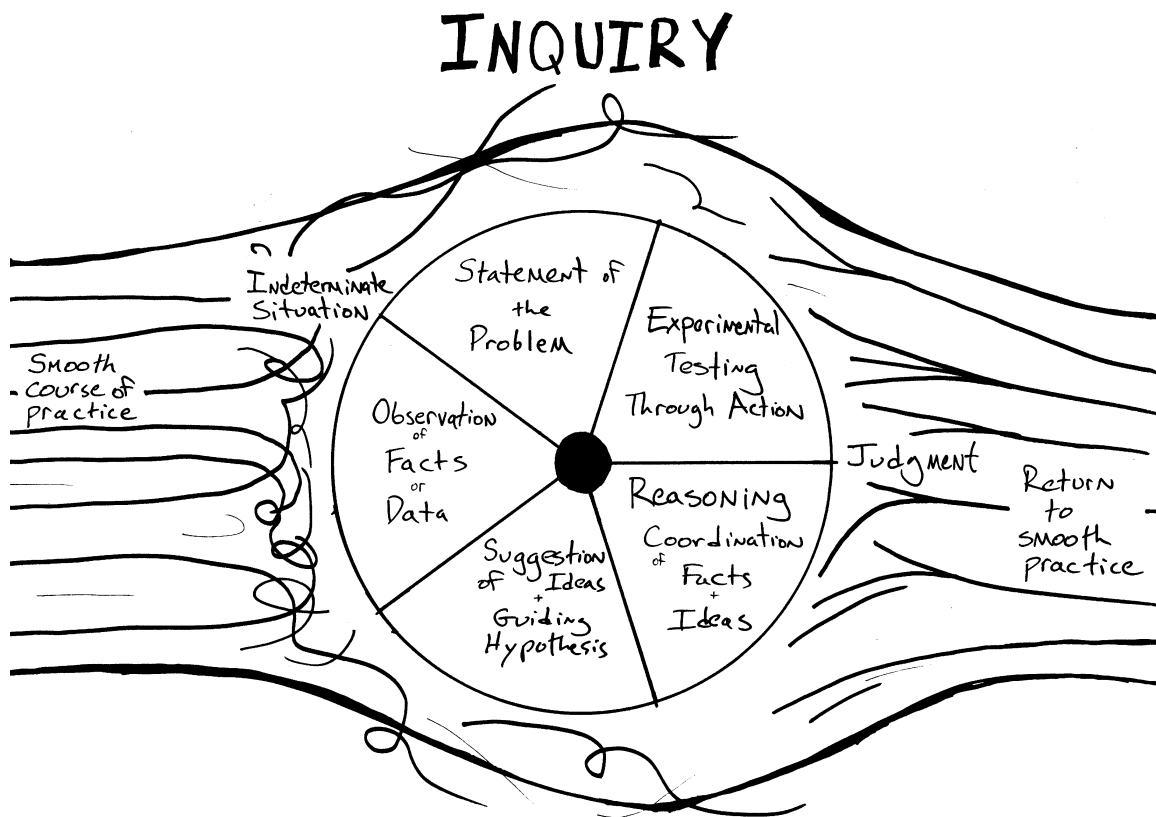 INQUIRY
Indeterminate
Situation
Smooth
course of
practice
Statement of
the
Problem
Observation
of
Facts
or
Data
Suggestion
of Ideas
+
Guiding
Hypothesis
Reasoning
Coordination
of
Facts
+
Ideas
Experimental
Testing
Through Action
Judgment
Return
to
smooth
practice